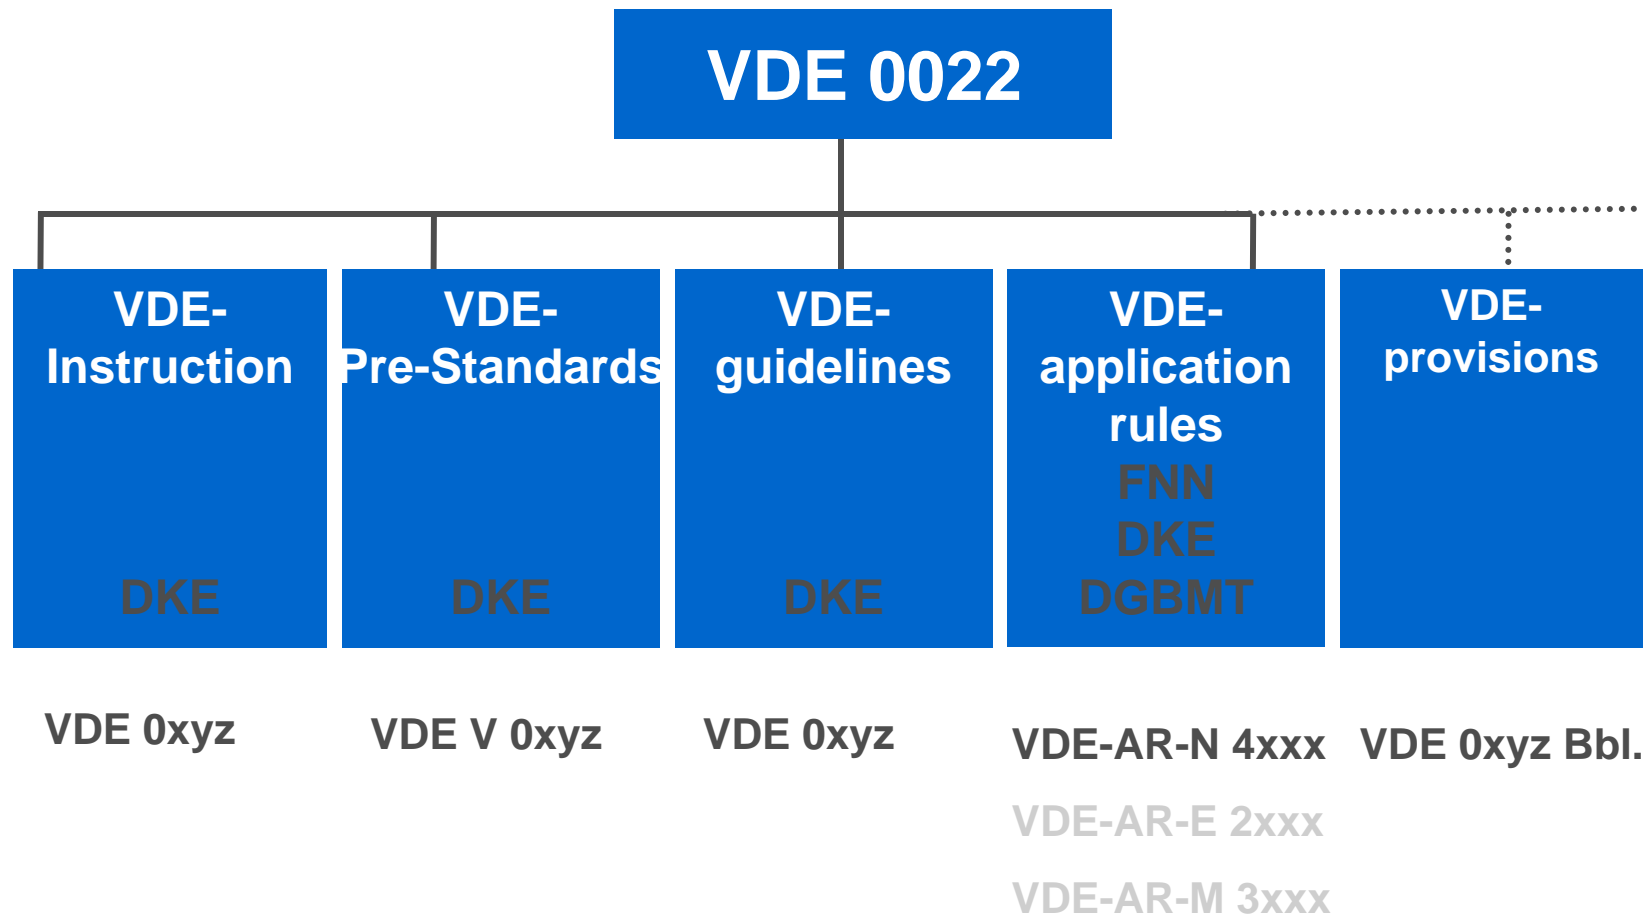 VDE 0022
VDE-
Instruction
DKE
VDE-
Pre-Standards
DKE
VDE-
guidelines
DKE
VDE-
application
rules
FNN
DKE
DGBMT
VDE-
provisions
VDE 0xyz
VDE V 0xyz
VDE 0xyz
VDE-AR-N 4xxx
VDE-AR-E 2xxx
VDE-AR-M 3xxx
VDE 0xyz Bbl.